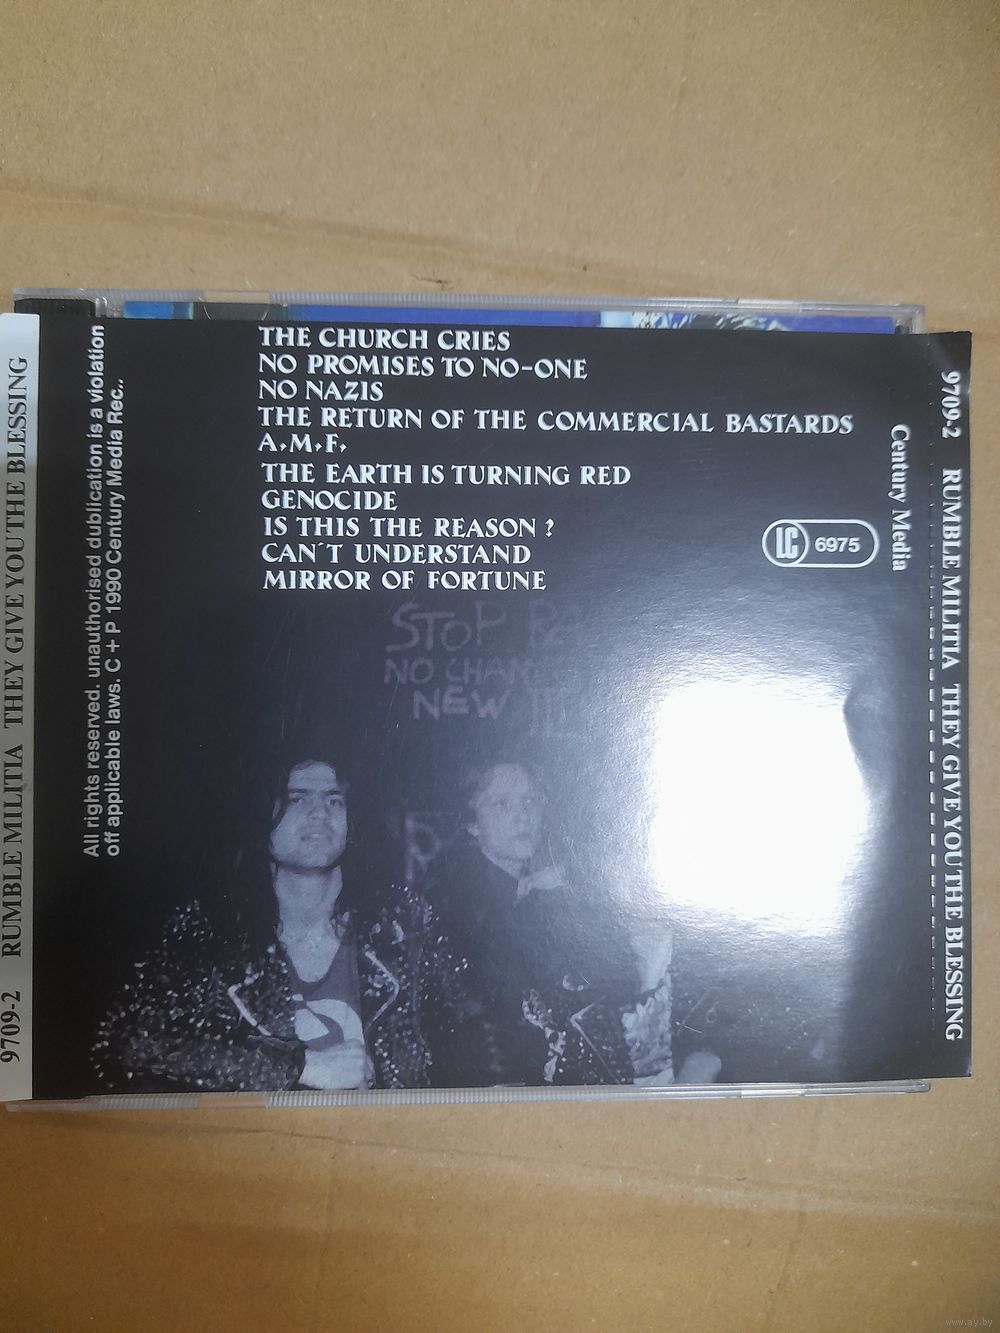 THE CHURCH CRIES
NO PROMISES TO NO-ONE
NO NAZIS
THE RETURN OF THE COMMERCIAL BASTARDS
A.M.F.
THE EARTH IS TURNING RED
GENOCIDE
IS THIS THE REASON ?
CAN´T UNDERSTAND
MIRROR OF FORTUNE
STOP
NO
NEW
All rights reserved. unauthorised dublication is a violation
off applicable laws. C + P 1990 Century Media Rec..
9709-2 RUMBLE MILITIA THEY GIVE YOU THE BLESSING
Century Media
LC 6975
9709-2 RUMBLE MILITIA THEY GIVE YOU THE BLESSING
www.ay.by